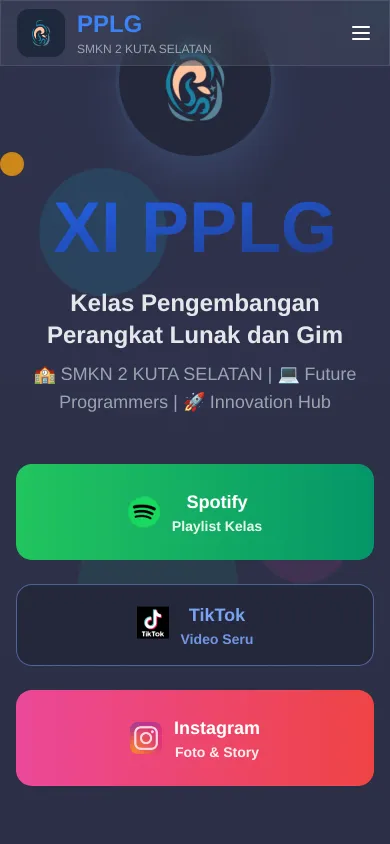 PPLG
SMKN 2 KUTA SELATAN
XI PPLG
Kelas Pengembangan
Perangkat Lunak dan Gim
🏫 SMKN 2 KUTA SELATAN | 💻 Future
Programmers | 🚀 Innovation Hub
Spotify
Playlist Kelas
TikTok
TikTok
Video Seru
Instagram
Foto & Story